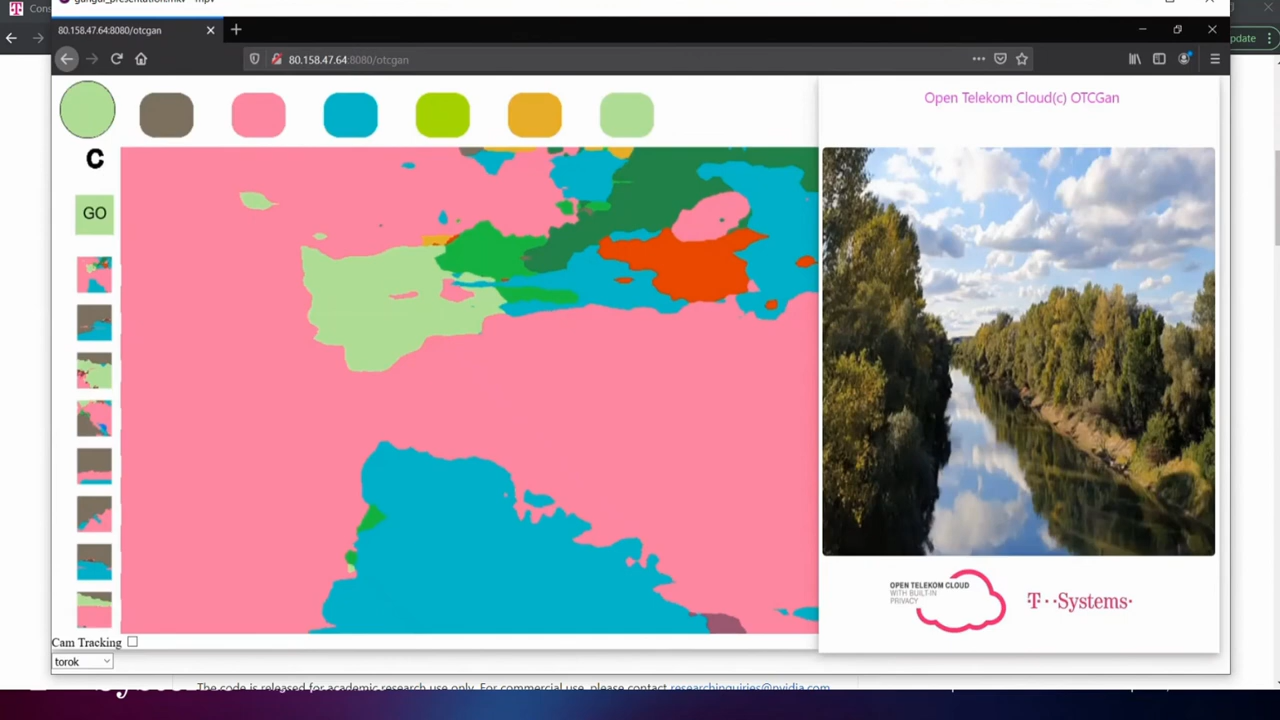 Cons
80.158.47.64:8080/otcgan
Update
80.158.47.64:8080/otcgan
Open Telekom Cloud(c) OTCGan
C
GO
OPEN TELEKOM CLOUD
WITH BUILT-IN
PRIVACY
T··Systems·
Cam Tracking
torok
The code is released for academic research use only. For commercial use, please contact researchinquiries@nvidia.com